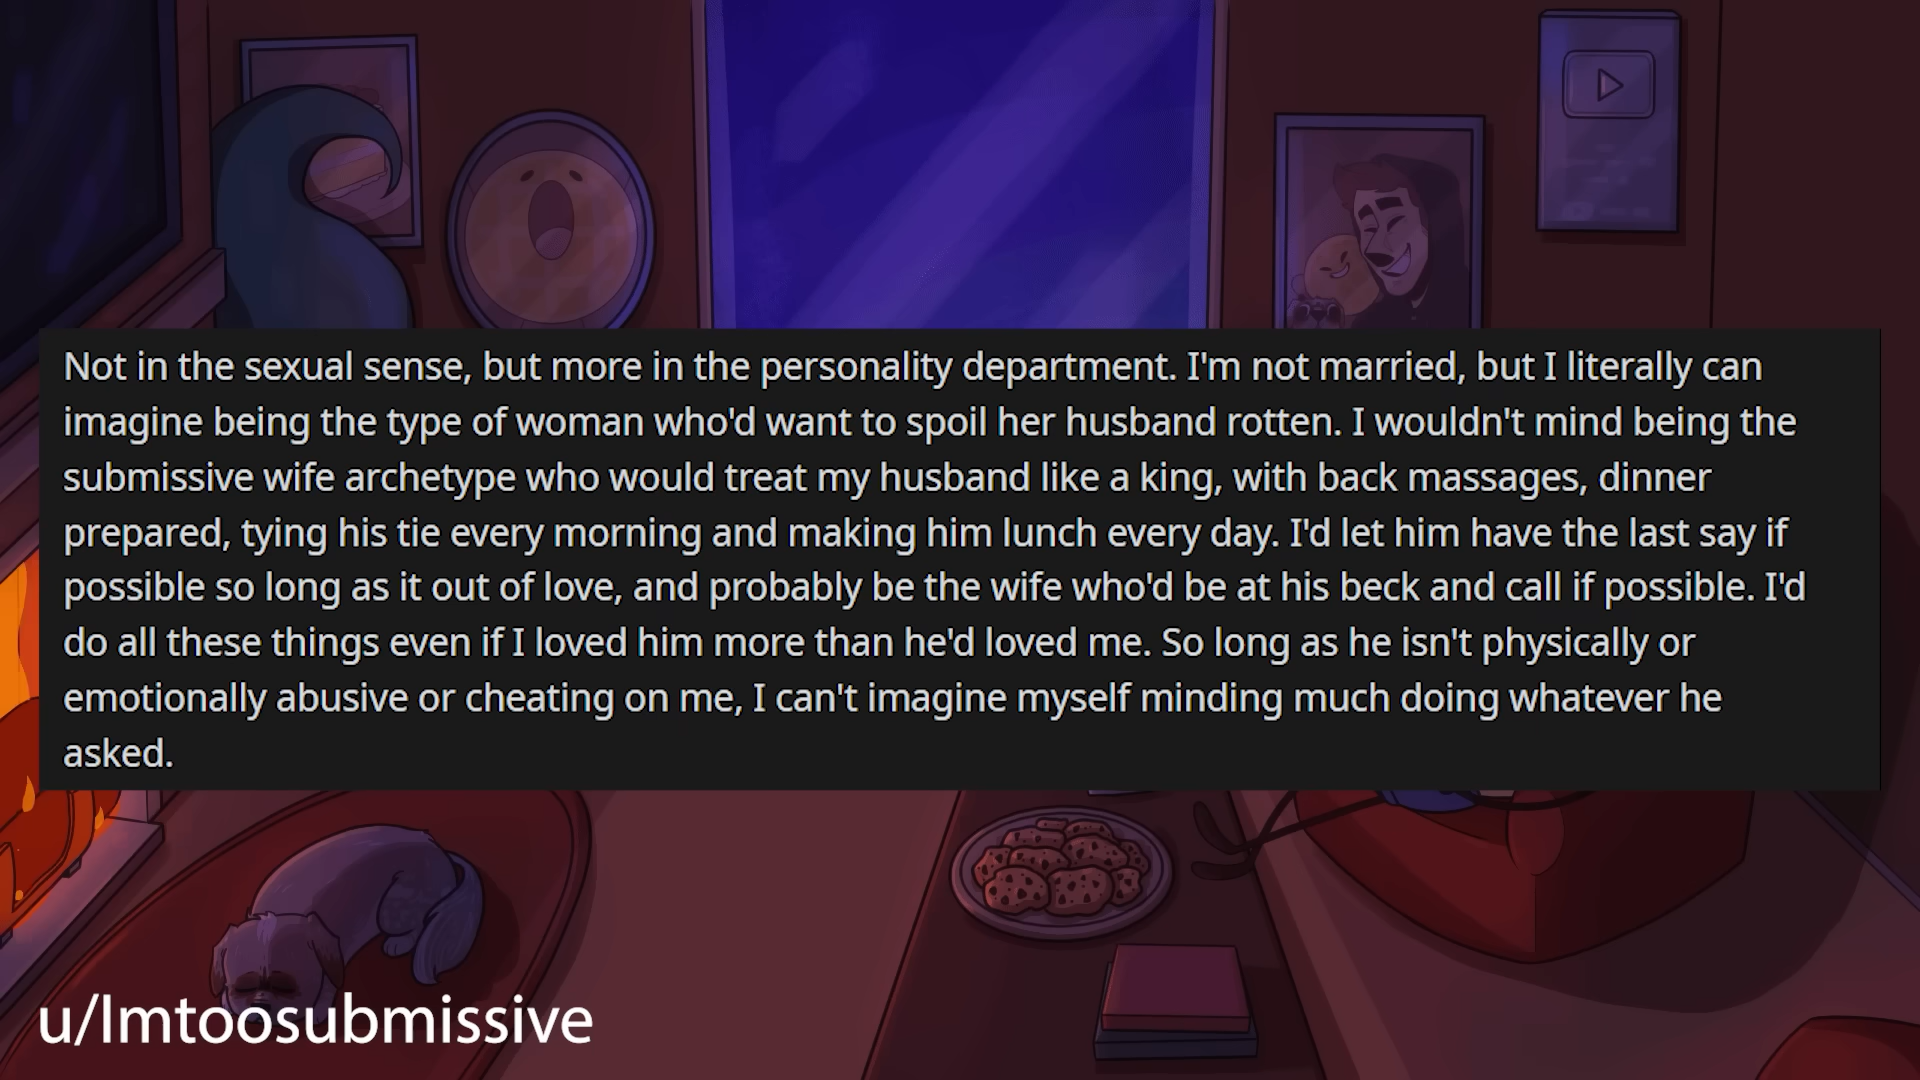 Not in the sexual sense, but more in the personality department. I'm not married, but I literally can
imagine being the type of woman who'd want to spoil her husband rotten. I wouldn't mind being the
submissive wife archetype who would treat my husband like a king, with back massages, dinner
prepared, tying his tie every morning and making him lunch every day. I'd let him have the last say if
possible so long as it out of love, and probably be the wife who'd be at his beck and call if possible. I'd
do all these things even if I loved him more than he'd loved me. So long as he isn't physically or
emotionally abusive or cheating on me, I can't imagine myself minding much doing whatever he
asked.
u/Imtoosubmissive